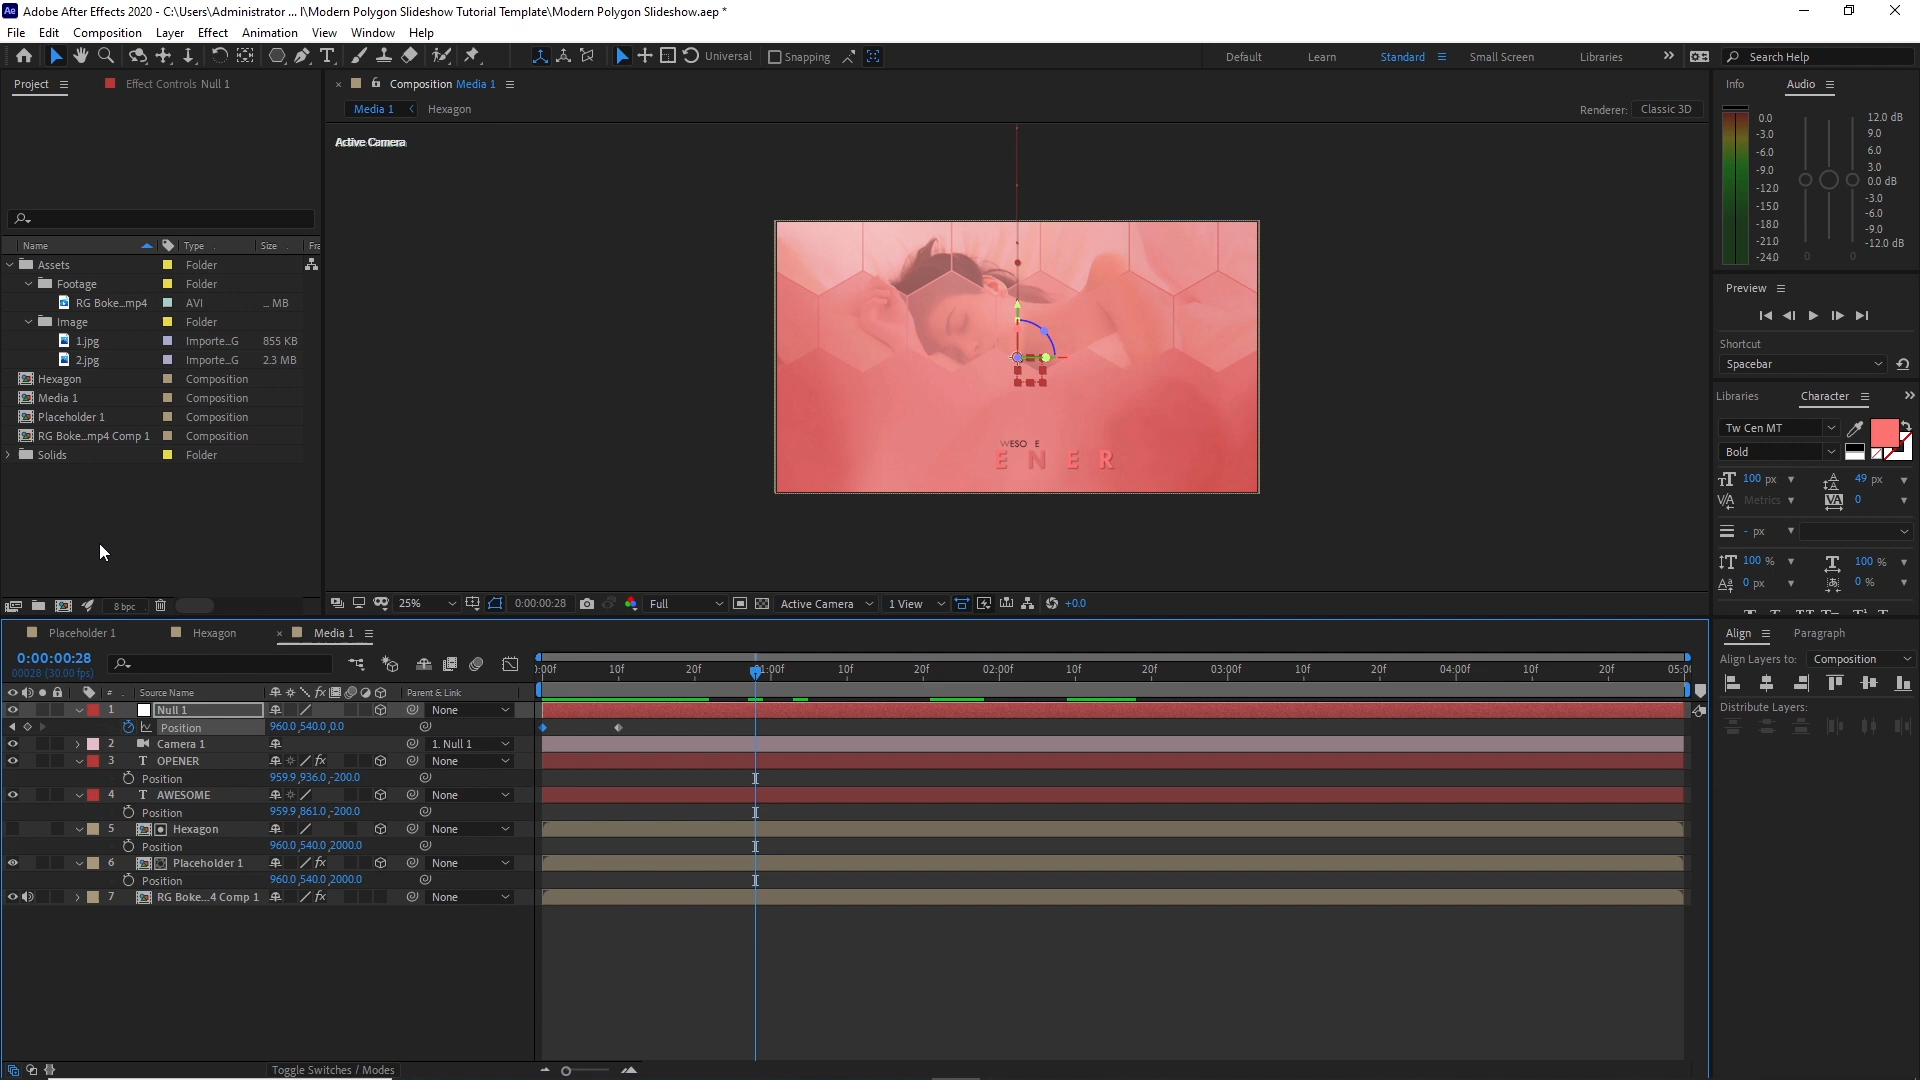 Adobe After Effects 2020 - C:\Users\Administrator ... l\Modern Polygon Slideshow Tutorial Template\Modern Polygon Slideshow.aep *
File Edit Composition Layer Effect Animation View Window Help
Universal Snapping Default Learn Standard Small Screen Libraries Search Help
Project Effect Controls Null 1
Composition Media 1
Info Audio
Media 1 Hexagon
Renderer: Classic 3D
Active Camera
0.0
-3.0
-6.0
-9.0
-12.0
-15.0
-18.0
-21.0
-24.0
12.0 dB
9.0
6.0
3.0
0.0 dB
-3.0
-6.0
-9.0
-12.0 dB
0 0
Name Type Size Fra
Assets Folder
Footage Folder
RG Boke...mp4 AVI ... MB
Image Folder
1.jpg Importe...G 855 KB
2.jpg Importe...G 2.3 MB
Hexagon Composition
Media 1 Composition
Placeholder 1 Composition
RG Boke...mp4 Comp 1 Composition
Solids Folder
8 bpc
WESO E
E N E R
Preview
Shortcut
Spacebar
Libraries Character
Tw Cen MT
Bold
100 px 49 px
Metrics 0
- px
100 % 100 %
0 px 0 %
25% 0:00:00:28 Full Active Camera 1 View +0.0
Placeholder 1 Hexagon Media 1
Align Paragraph
Align Layers to: Composition
Distribute Layers:
0:00:00:28
00028 (30.00 fps)
):00f 10f 20f 01:00f 10f 20f 02:00f 10f 20f 03:00f 10f 20f 04:00f 10f 20f 05:00
# Source Name Parent & Link
1 Null 1 None
Position 960.0,540.0,0.0
2 Camera 1 1. Null 1
3 T OPENER None
Position 959.9,936.0,-200.0
4 T AWESOME None
Position 959.9,861.0,-200.0
5 Hexagon None
Position 960.0,540.0,2000.0
6 Placeholder 1 None
Position 960.0,540.0,2000.0
7 RG Boke...4 Comp 1 None
Toggle Switches / Modes